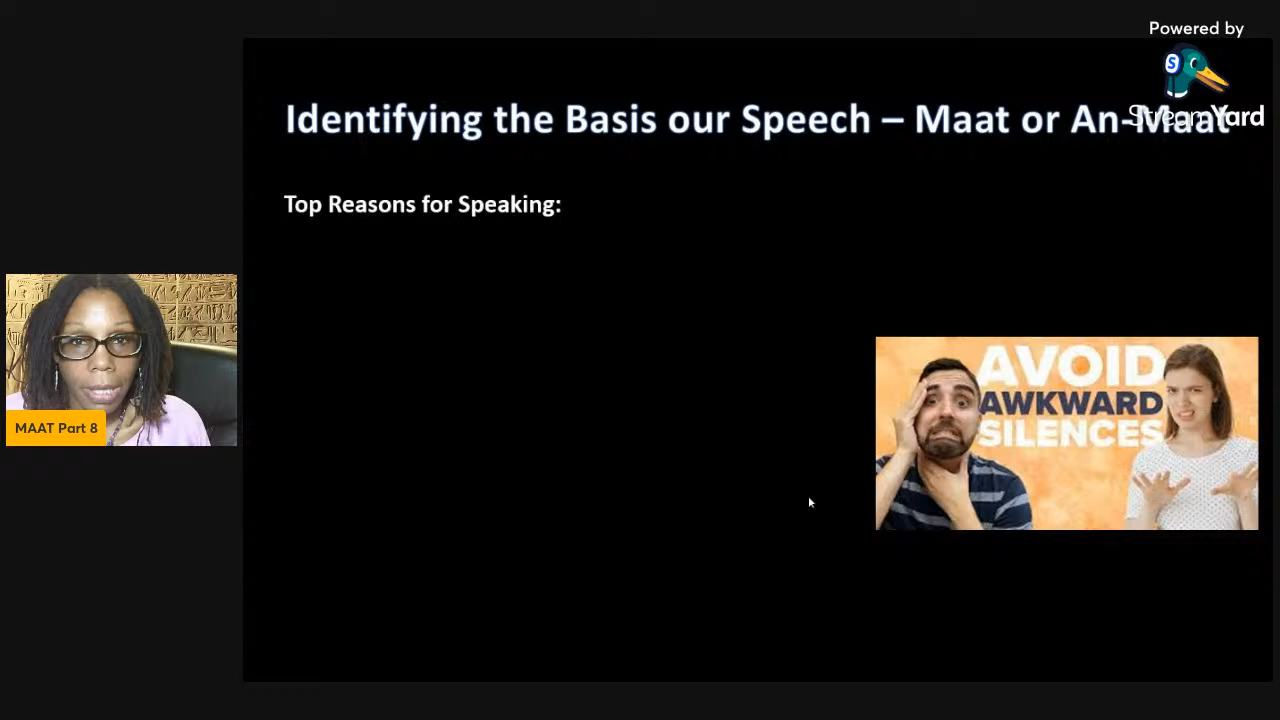 Powered by
StreamYard
Identifying the Basis our Speech – Maat or An-Maat
Top Reasons for Speaking:
AVOID
AWKWARD
SILENCES
MAAT Part 8